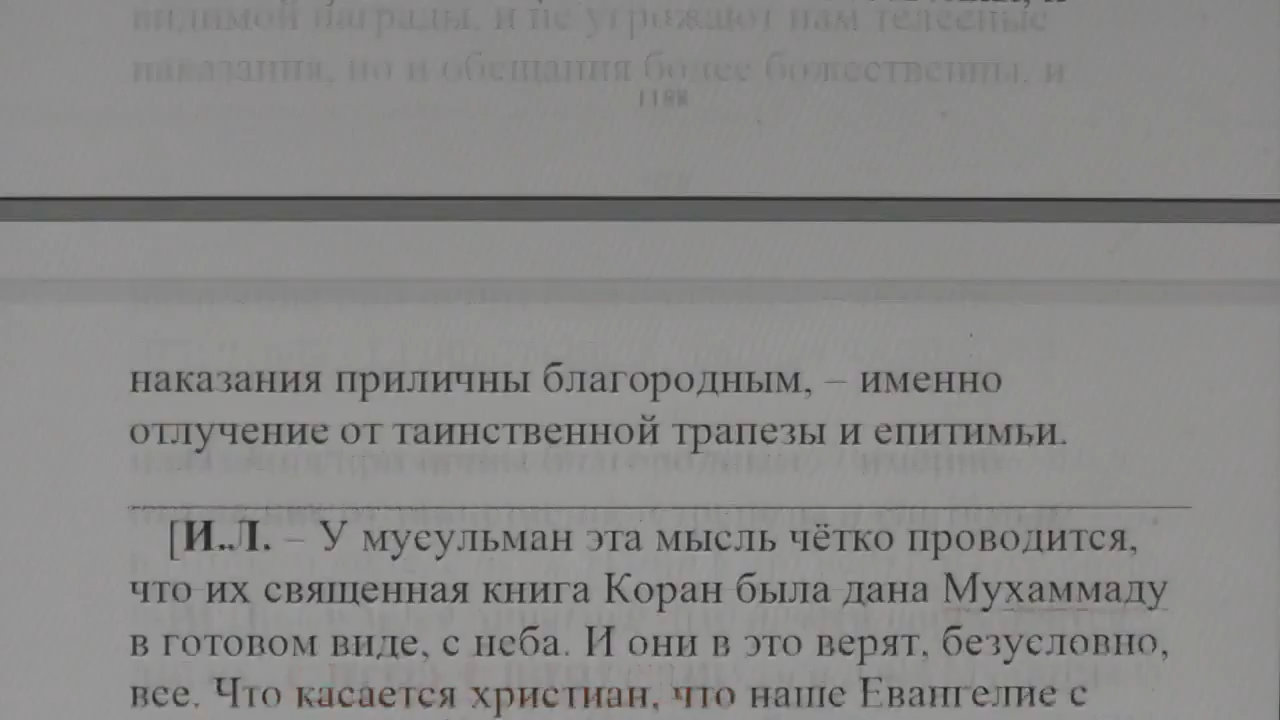 видимой награды, и не угрожают нам телесные
наказания, но и обещания более божественны, и
1188
наказания приличны благородным, – именно
отлучение от таинственной трапезы и епитимьи.
[И.Л. – У мусульман эта мысль чётко проводится,
что их священная книга Коран была дана Мухаммаду
в готовом виде, с неба. И они в это верят, безусловно,
все. Что касается христиан, что наше Евангелие с